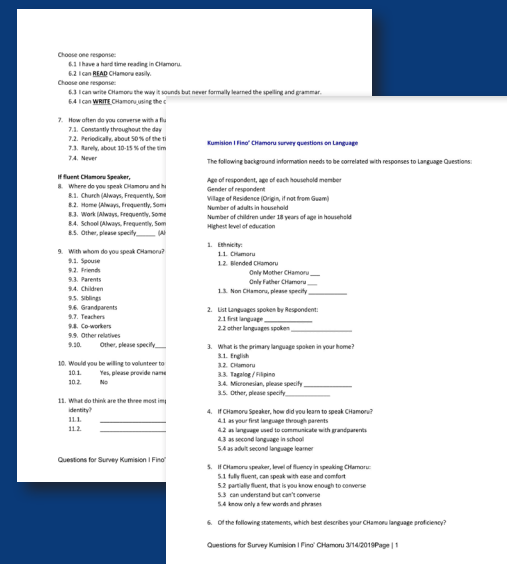 Choose one response:
6.1 I have a hard time reading in CHamoru.
6.2 I can READ CHamoru easily.
Choose one response:
6.3 I can write CHamoru the way it sounds but never formally learned the spelling and grammar.
6.4 I can WRITE CHamoru using the
7. How often do you converse with a
7.1. Constantly throughout the day
7.2. Periodically, about 50 % of the
7.3. Rarely, about 10-15 % of the
7.4. Never
If fluent CHamoru Speaker,
8. Where do you speak CHamoru and
8.1. Church (Always, Frequently,
8.2. Home (Always, Frequently,
8.3. Work (Always, Frequently,
8.4. School (Always, Frequently,
8.5. Other, please specify______
9. With whom do you speak CHamoru?
9.1. Spouse
9.2. Friends
9.3. Parents
9.4. Children
9.5. Siblings
9.6. Grandparents
9.7. Teachers
9.8. Co-workers
9.9. Other relatives
9.10. Other, please specify___
10. Would you be willing to volunteer to
10.1. Yes, please provide name
10.2. No
11. What do think are the three most
identity?
11.1.
11.2.
Questions for Survey Kumision I Fino'
Kumision I Fino' CHamoru survey questions on Language
The following background information needs to be correlated with responses to Language Questions:
Age of respondent, age of each household member
Gender of respondent
Village of Residence (Origin, if not from Guam)
Number of adults in household
Number of children under 18 years of age in household
Highest level of education
1. Ethnicity:
1.1. CHamoru
1.2. Blended CHamoru
Only Mother CHamoru ___
Only Father CHamoru ___
1.3. Non CHamoru, please specify ____________
2. List Languages spoken by Respondent:
2.1 first language ______________
2.2 other languages spoken __________________
3. What is the primary language spoken in your home?
3.1. English
3.2. CHamoru
3.3. Tagalog / Filipino
3.4. Micronesian, please specify ______________
3.5. Other, please specify_____________
4. If CHamoru Speaker, how did you learn to speak CHamoru?
4.1 as your first language through parents
4.2 as language used to communicate with grandparents
4.3 as second language in school
5.4 as adult second language learner
5. If CHamoru speaker, level of fluency in speaking CHamoru:
5.1 fully fluent, can speak with ease and comfort
5.2 partially fluent, that is you know enough to converse
5.3 can understand but can't converse
5.4 know only a few words and phrases
6. Of the following statements, which best describes your CHamoru language proficiency?
Questions for Survey Kumision I Fino' CHamoru 3/14/2019Page | 1